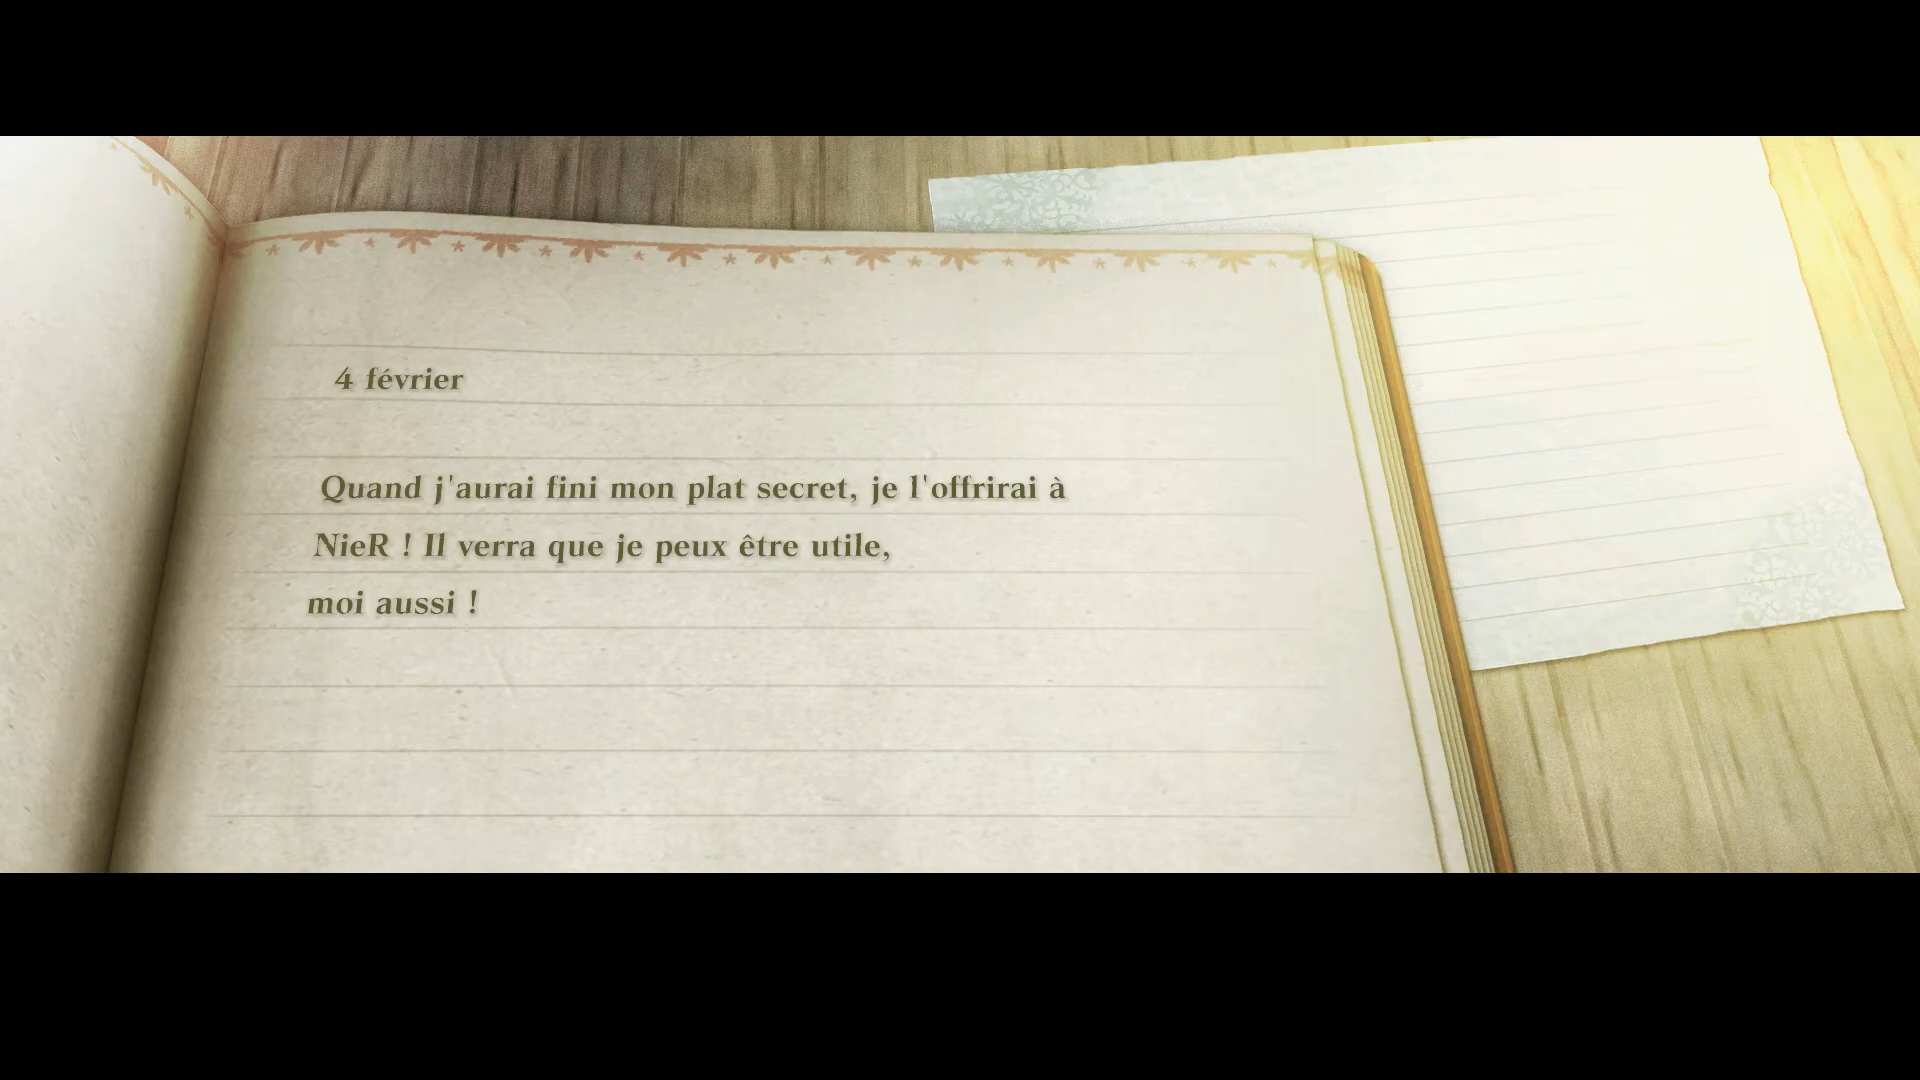 4 février
Quand j'aurai fini mon plat secret, je l'offrirai à
NieR ! Il verra que je peux être utile,
moi aussi !